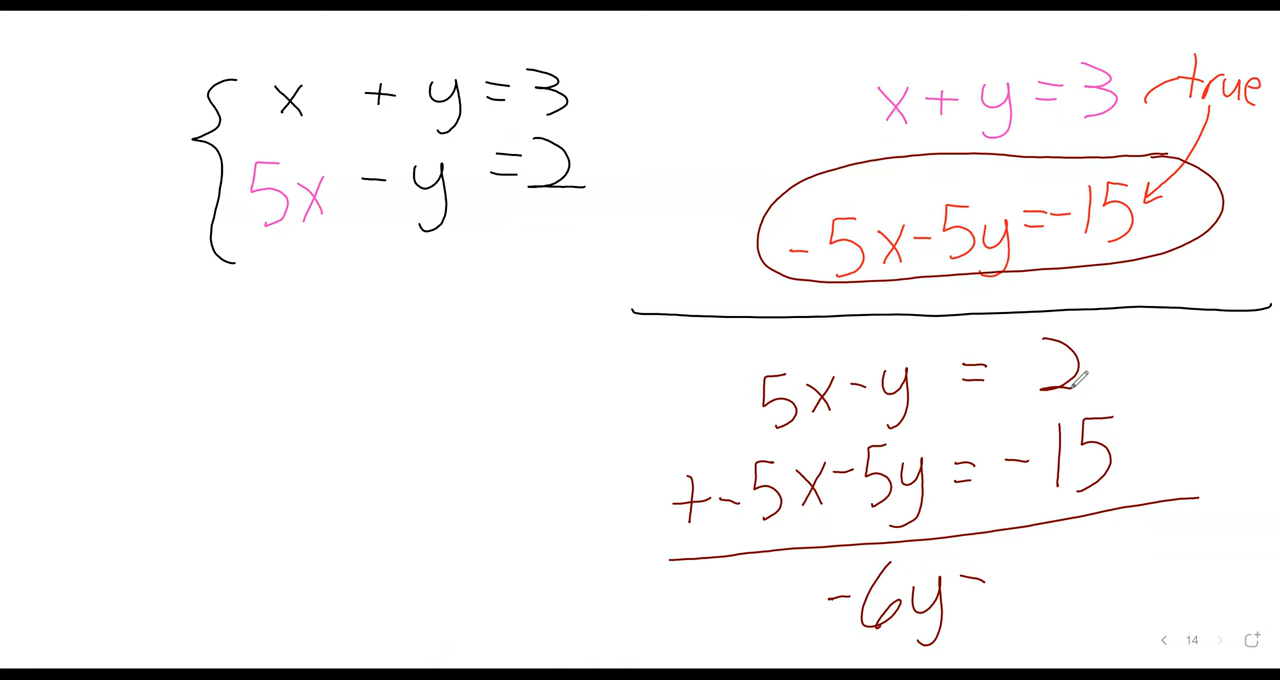 x + y = 3
5x - y = 2
x + y = 3
true
-5x - 5y = -15
5x - y = 2
+ -5x - 5y = -15
-6y -
14